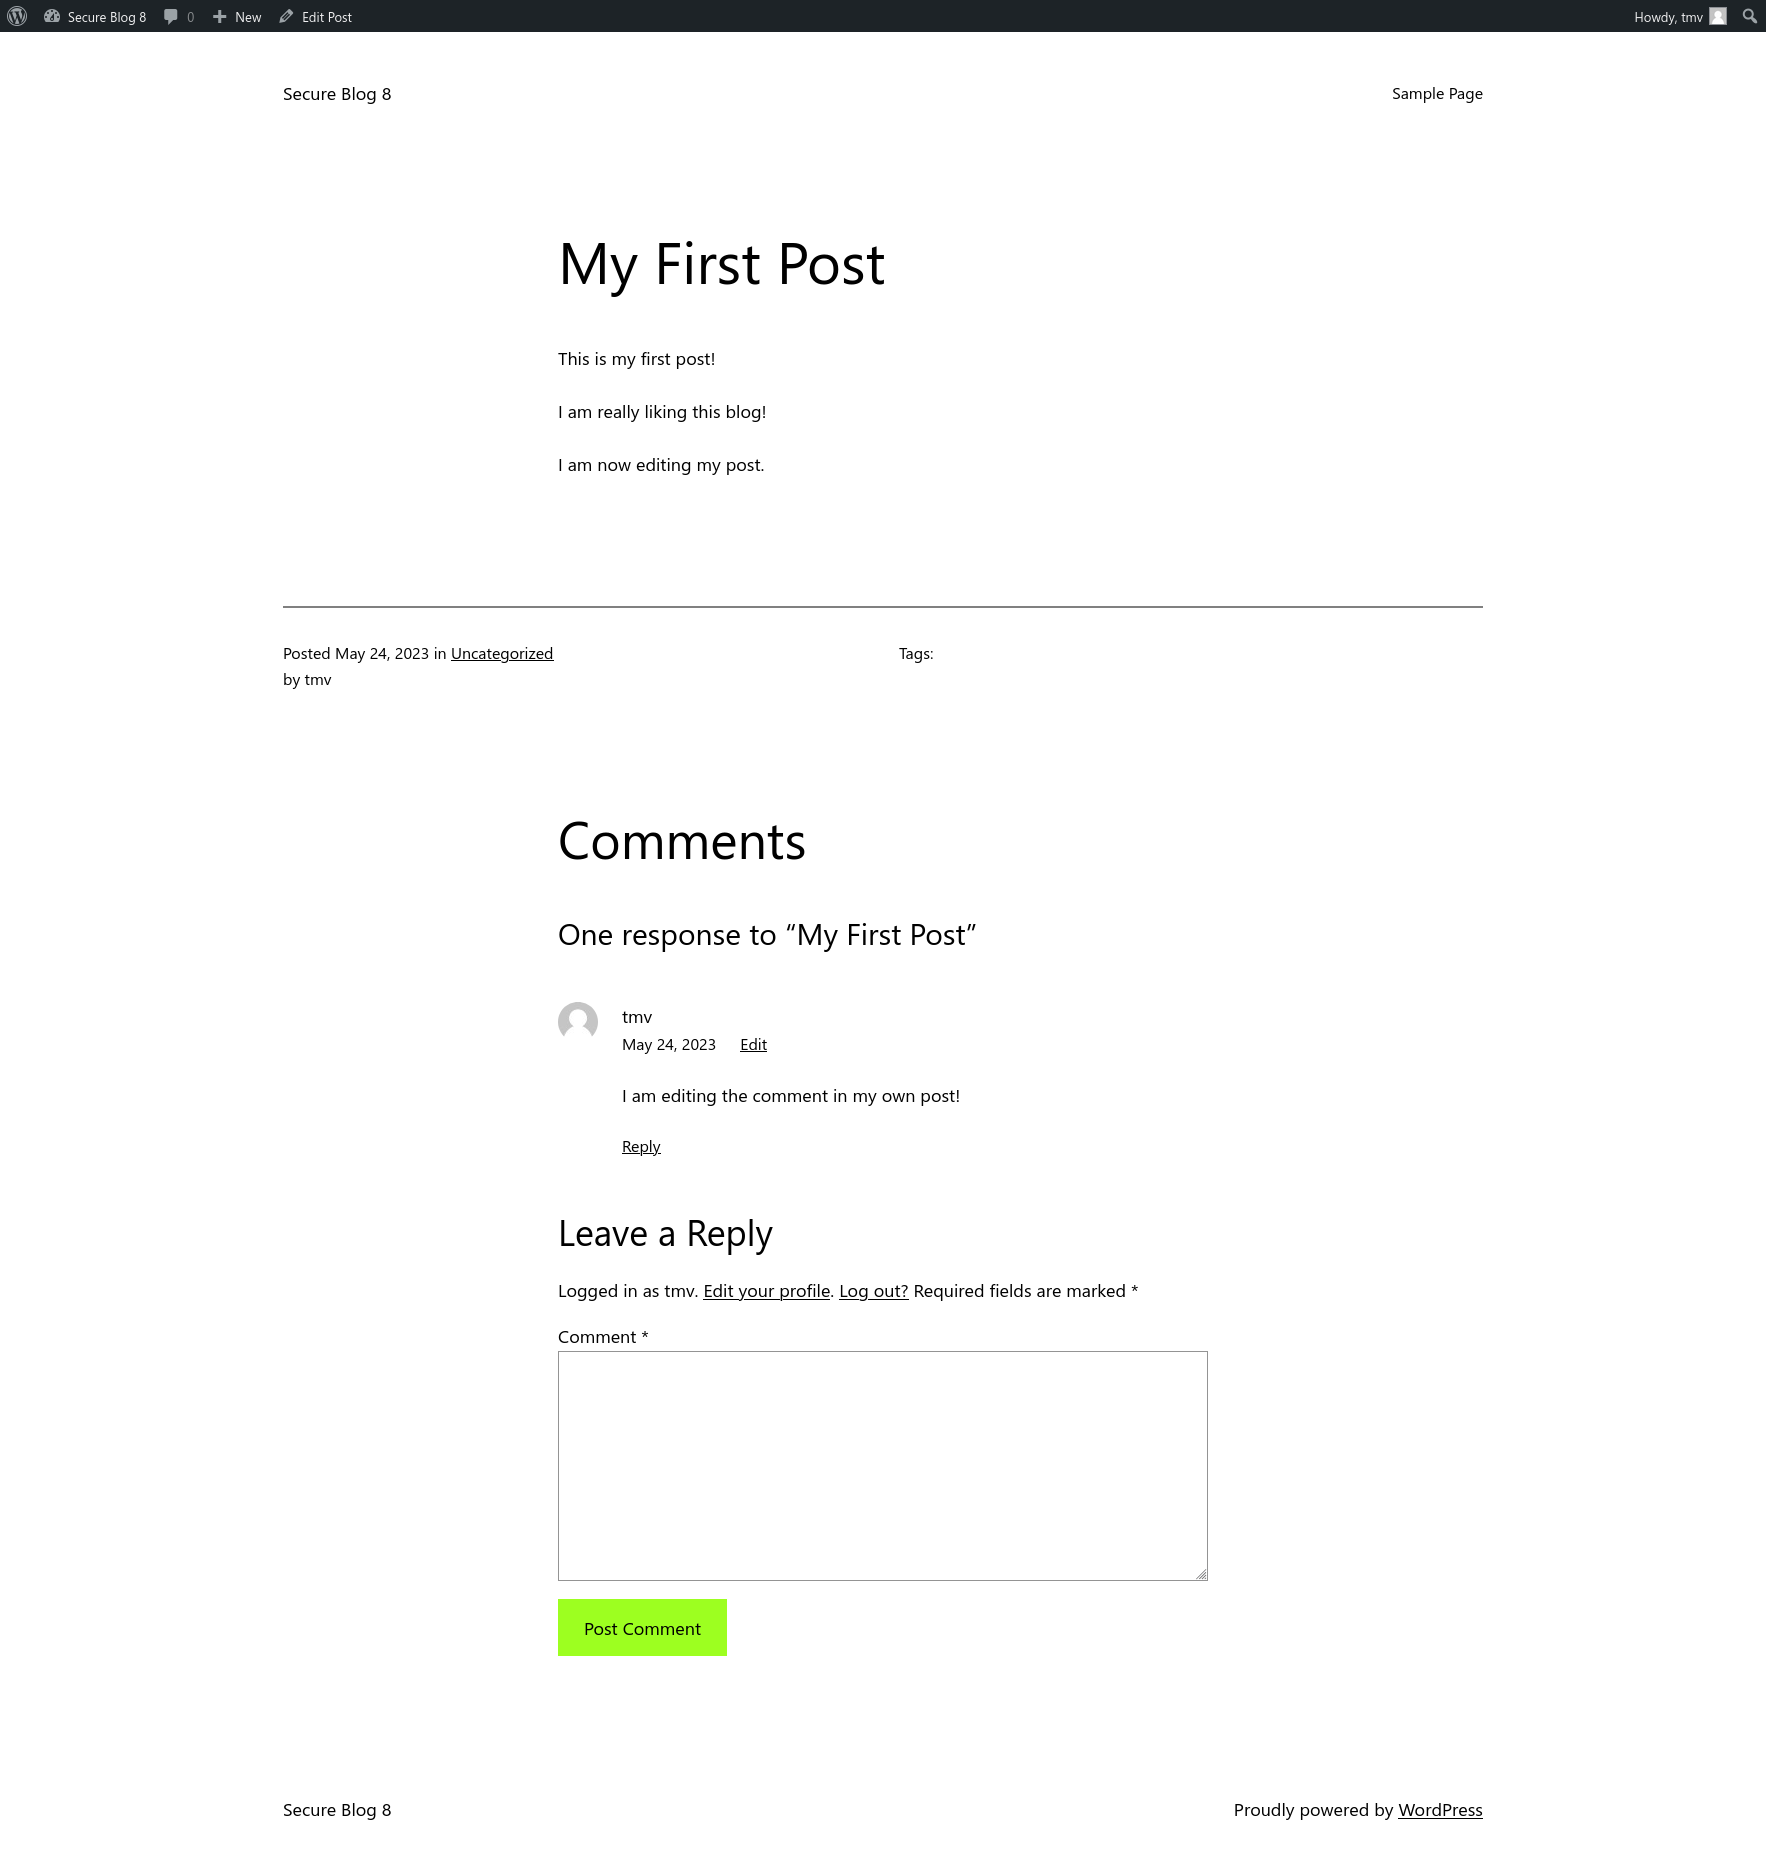 Secure Blog 8 0 New Edit Post Howdy, tmv
Secure Blog 8 Sample Page
My First Post
This is my first post!
I am really liking this blog!
I am now editing my post.
Posted May 24, 2023 in Uncategorized Tags:
by tmv
Comments
One response to “My First Post”
tmv
May 24, 2023 Edit
I am editing the comment in my own post!
Reply
Leave a Reply
Logged in as tmv. Edit your profile. Log out? Required fields are marked *
Comment *
Post Comment
Secure Blog 8 Proudly powered by WordPress